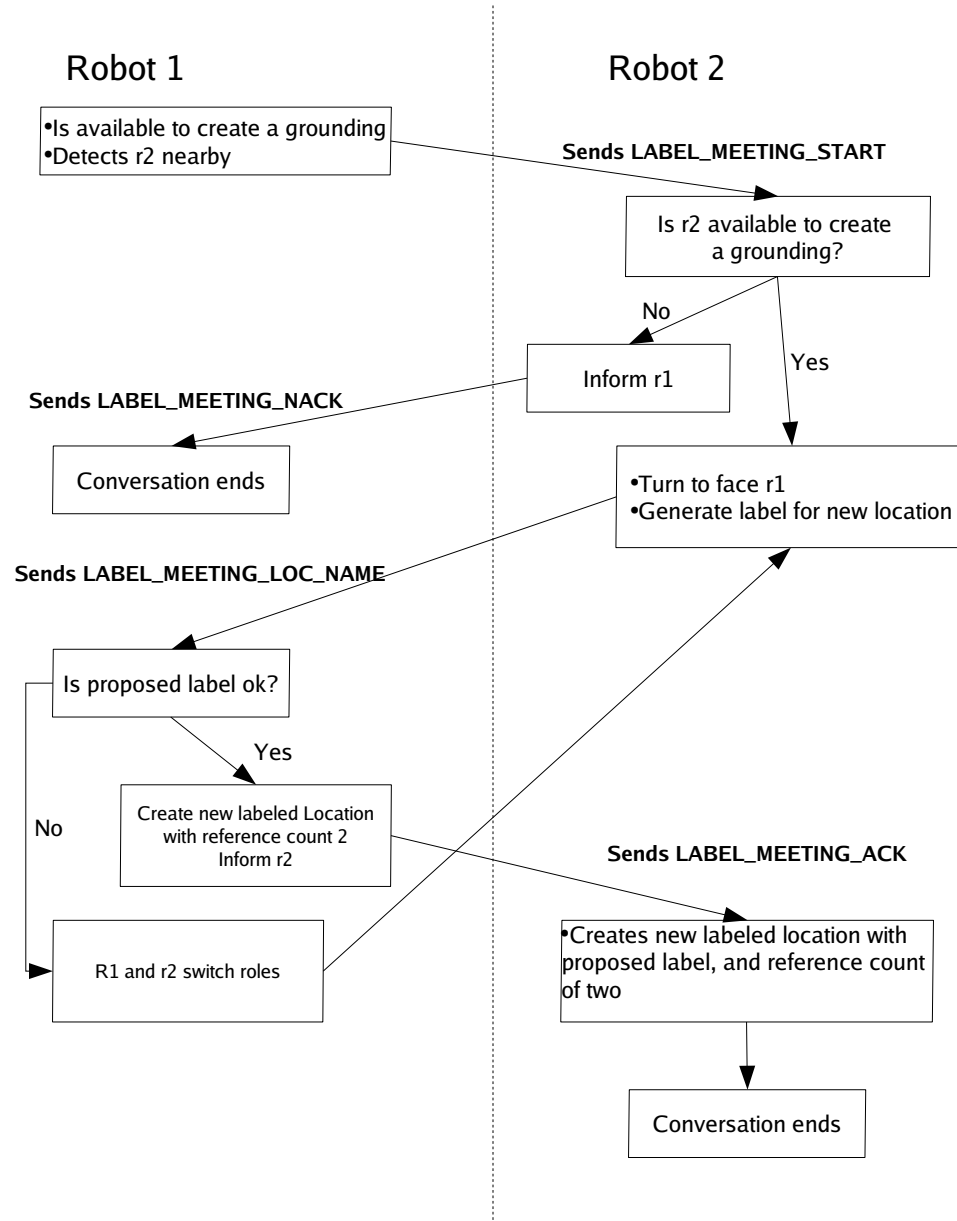 Robot 1
Robot 2
•Is available to create a grounding
•Detects r2 nearby
Sends LABEL_MEETING_START
Is r2 available to create
a grounding?
No
Yes
Inform r1
Sends LABEL_MEETING_NACK
Conversation ends
•Turn to face r1
•Generate label for new location
Sends LABEL_MEETING_LOC_NAME
Is proposed label ok?
Yes
No
Create new labeled Location
with reference count 2
Inform r2
Sends LABEL_MEETING_ACK
•Creates new labeled location with
proposed label, and reference count
of two
R1 and r2 switch roles
Conversation ends